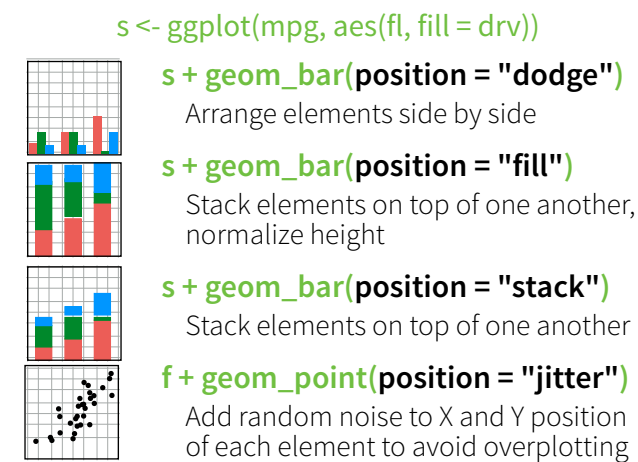 s <- ggplot(mpg, aes(fl, fill = drv))
s + geom_bar(position = "dodge")
Arrange elements side by side
s + geom_bar(position = "fill")
Stack elements on top of one another,
normalize height
s + geom_bar(position = "stack")
Stack elements on top of one another
f + geom_point(position = "jitter")
Add random noise to X and Y position
of each element to avoid overplotting